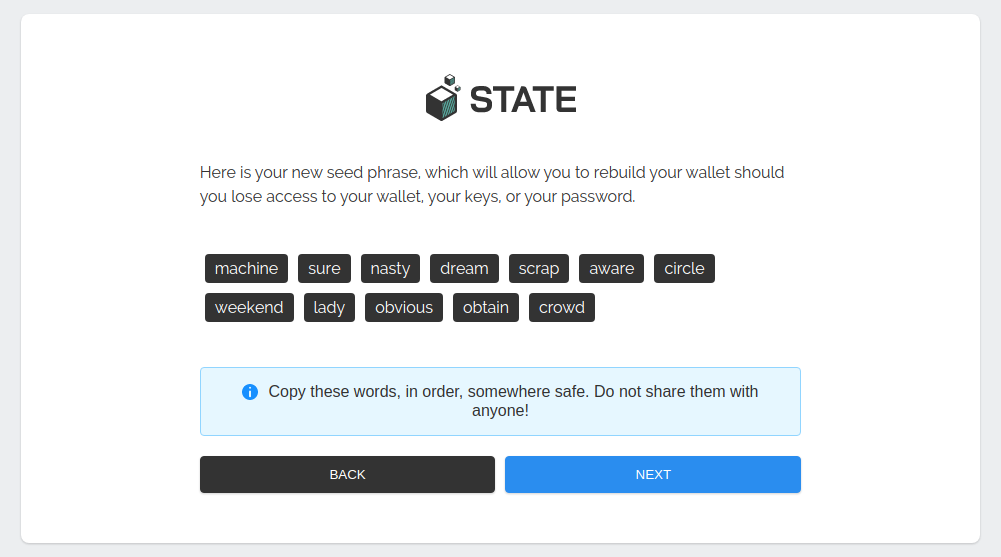 STATE
Here is your new seed phrase, which will allow you to rebuild your wallet should
you lose access to your wallet, your keys, or your password.
machine sure nasty dream scrap aware circle
weekend lady obvious obtain crowd
Copy these words, in order, somewhere safe. Do not share them with
anyone!
BACK NEXT